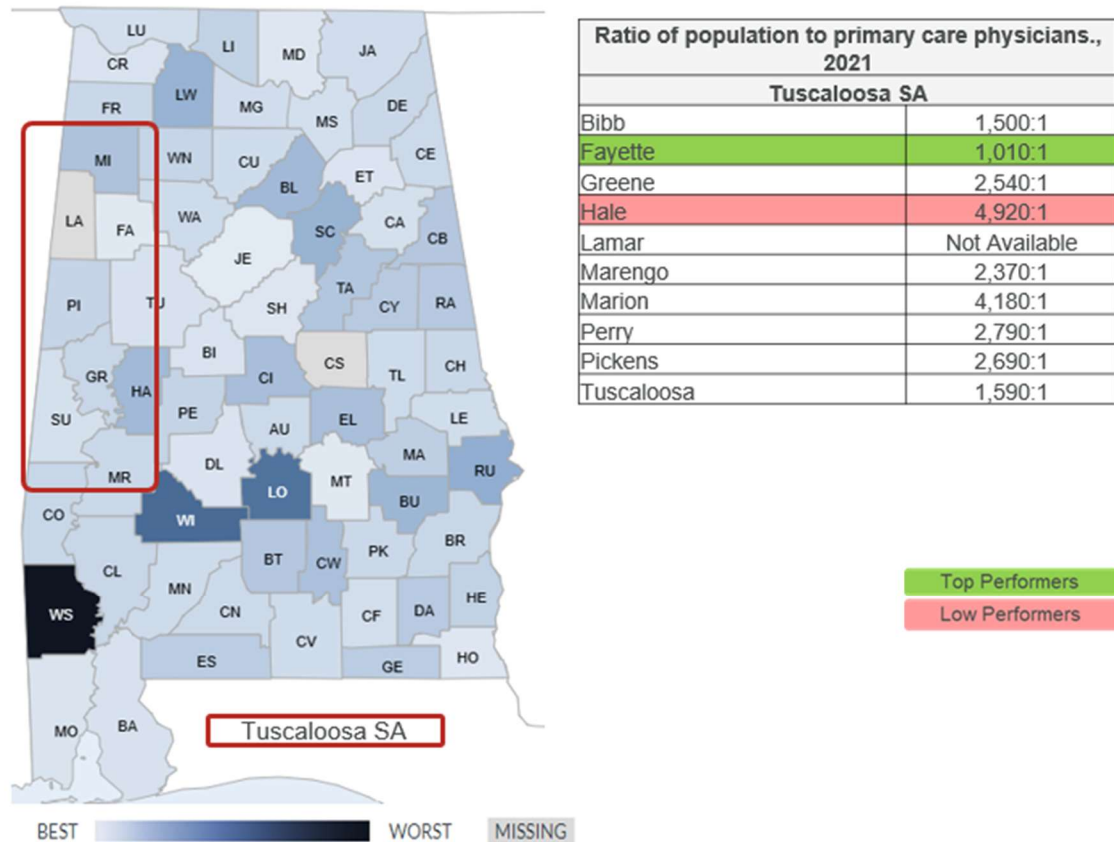 LU
LI
MD
JA
CR
LW
FR
MG
MS
DE
MI
WN
CU
BL
ET
CE
LA
FA
WA
SC
CA
CB
JE
TA
PI
TU
SH
CY
RA
BI
CS
GR
HA
CI
TL
CH
SU
PE
AU
EL
LE
MR
DL
MA
RU
LO
MT
BU
CO
WI
BR
BT
CW
PK
CL
MN
WS
CN
CF
DA
HE
CV
ES
GE
HO
MO
BA
Tuscaloosa SA
BEST
WORST
MISSING
Ratio of population to primary care physicians.,
2021
Tuscaloosa SA
Bibb 1,500:1
Fayette 1,010:1
Greene 2,540:1
Hale 4,920:1
Lamar Not Available
Marengo 2,370:1
Marion 4,180:1
Perry 2,790:1
Pickens 2,690:1
Tuscaloosa 1,590:1
Top Performers
Low Performers